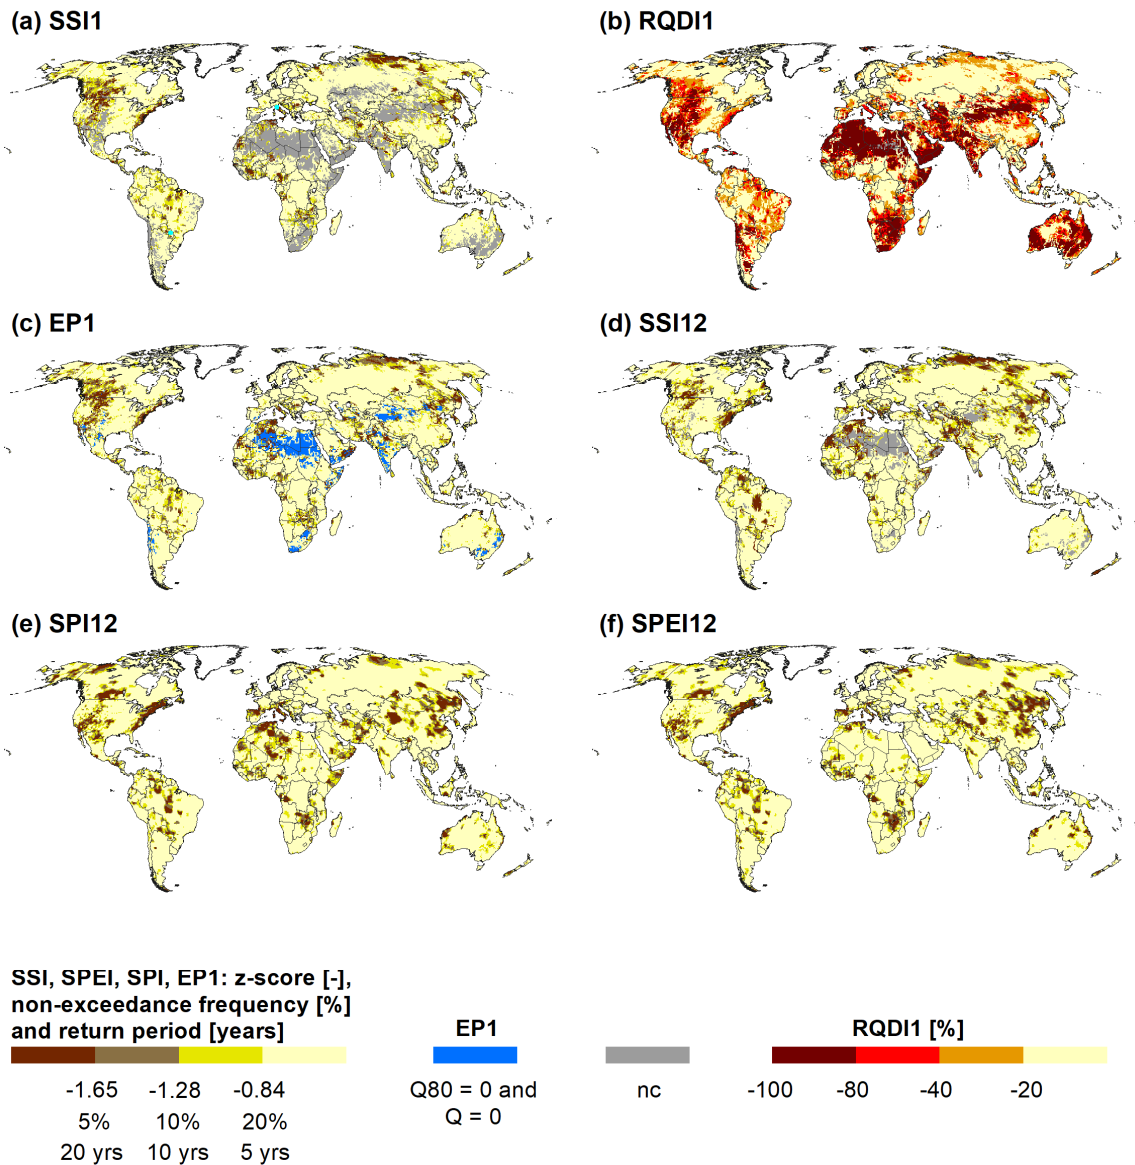 (a) SSI1
(b) RQDI1
(c) EP1
(d) SSI12
(e) SPI12
(f) SPEI12
SSI, SPEI, SPI, EP1: z-score [-],
non-exceedance frequency [%]
and return period [years]
-1.65 -1.28 -0.84
5% 10% 20%
20 yrs 10 yrs 5 yrs
EP1
Q80 = 0 and
Q = 0
nc
RQDI1 [%]
-100 -80 -40 -20